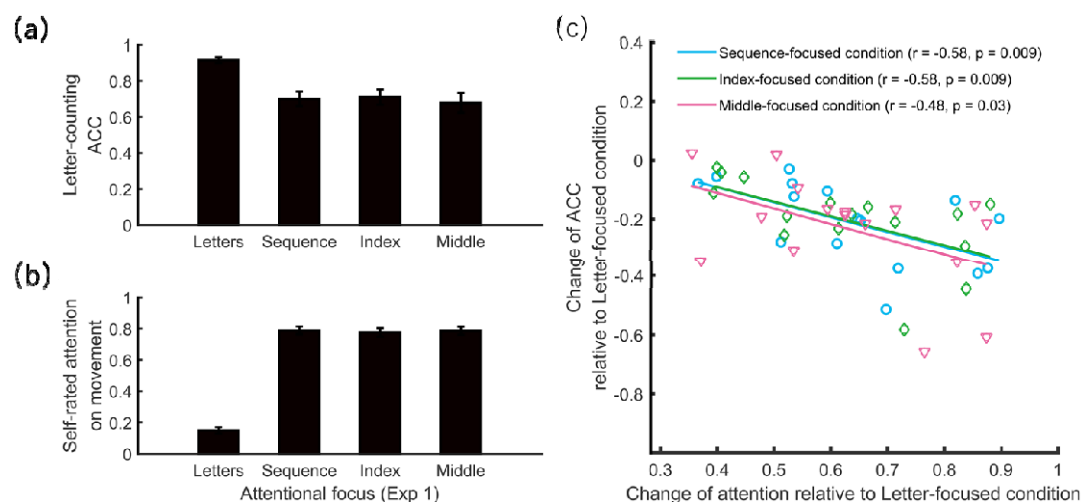 (a)
Letter-counting
ACC
1
0.8
0.6
0.4
0.2
0
Letters Sequence Index Middle
(b)
Self-rated attention
on movement
1
0.8
0.6
0.4
0.2
0
Letters Sequence Index Middle
Attentional focus (Exp 1)
(c)
Sequence-focused condition (r = -0.58, p = 0.009)
Index-focused condition (r = -0.58, p = 0.009)
Middle-focused condition (r = -0.48, p = 0.03)
Change of ACC
relative to Letter-focused condition
0.4
0.2
0
-0.2
-0.4
-0.6
-0.8
0.3 0.4 0.5 0.6 0.7 0.8 0.9 1
Change of attention relative to Letter-focused condition